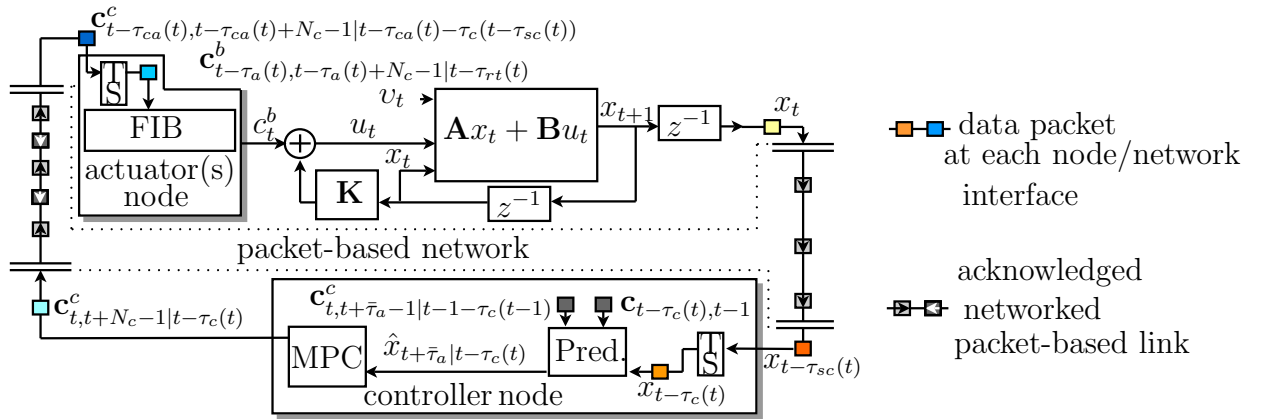 𝐜^c_{t−τ_{ca}(t),t−τ_{ca}(t)+N_c−1|t−τ_{ca}(t)−τ_c(t−τ_{sc}(t))}
𝐜^b_{t−τ_a(t),t−τ_a(t)+N_c−1|t−τ_{rt}(t)}
TS
FIB
actuator(s)
node
c^b_t
u_t
υ_t
x_t
𝐀x_t + 𝐁u_t
x_{t+1}
z^{−1}
x_t
𝐊
z^{−1}
packet-based network
data packet
at each node/network
interface
acknowledged
networked
packet-based link
𝐜^c_{t,t+N_c−1|t−τ_c(t)}
𝐜^c_{t,t+τ̄_a−1|t−1−τ_c(t−1)}
𝐜_{t−τ_c(t),t−1}
MPC
x̂_{t+τ̄_a|t−τ_c(t)}
Pred.
TS
x_{t−τ_c(t)}
x_{t−τ_{sc}(t)}
controller node